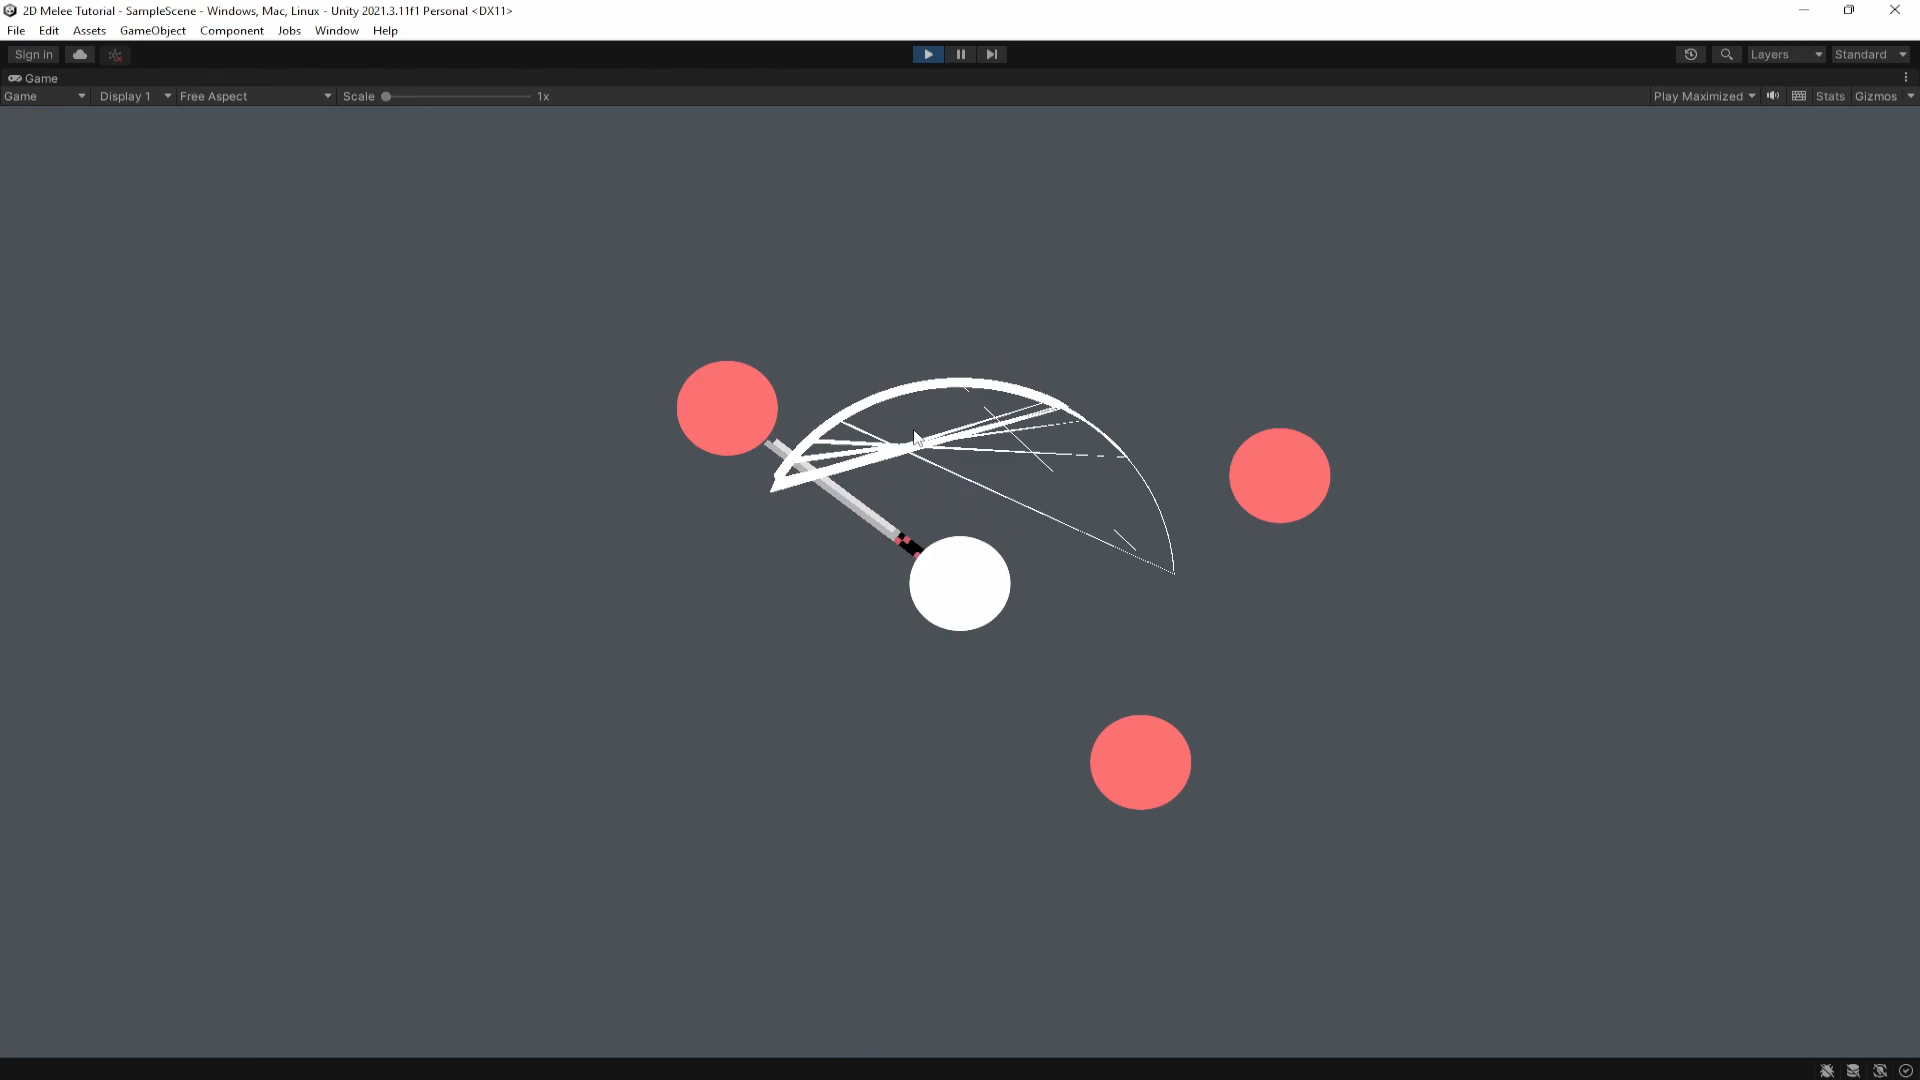 2D Melee Tutorial - SampleScene - Windows, Mac, Linux - Unity 2021.3.11f1 Personal <DX11>
File Edit Assets GameObject Component Jobs Window Help
Sign in Layers Standard
Game
Game Display 1 Free Aspect Scale 1x Play Maximized Stats Gizmos